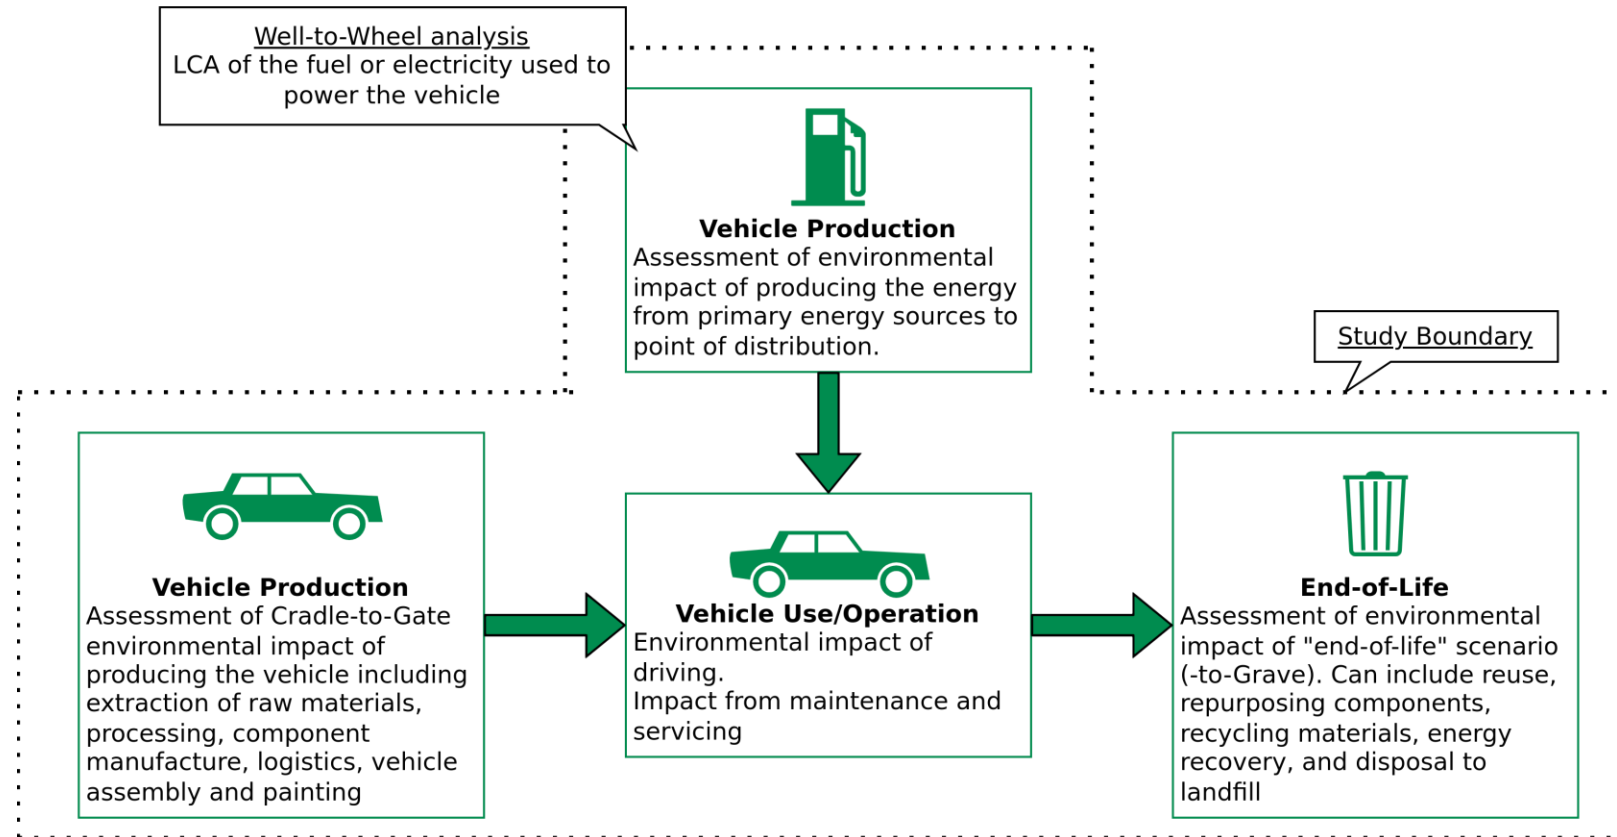 Well-to-Wheel analysis
LCA of the fuel or electricity used to
power the vehicle
Vehicle Production
Assessment of environmental
impact of producing the energy
from primary energy sources to
point of distribution.
Study Boundary
Vehicle Production
Assessment of Cradle-to-Gate
environmental impact of
producing the vehicle including
extraction of raw materials,
processing, component
manufacture, logistics, vehicle
assembly and painting
Vehicle Use/Operation
Environmental impact of
driving.
Impact from maintenance and
servicing
End-of-Life
Assessment of environmental
impact of "end-of-life" scenario
(-to-Grave). Can include reuse,
repurposing components,
recycling materials, energy
recovery, and disposal to
landfill